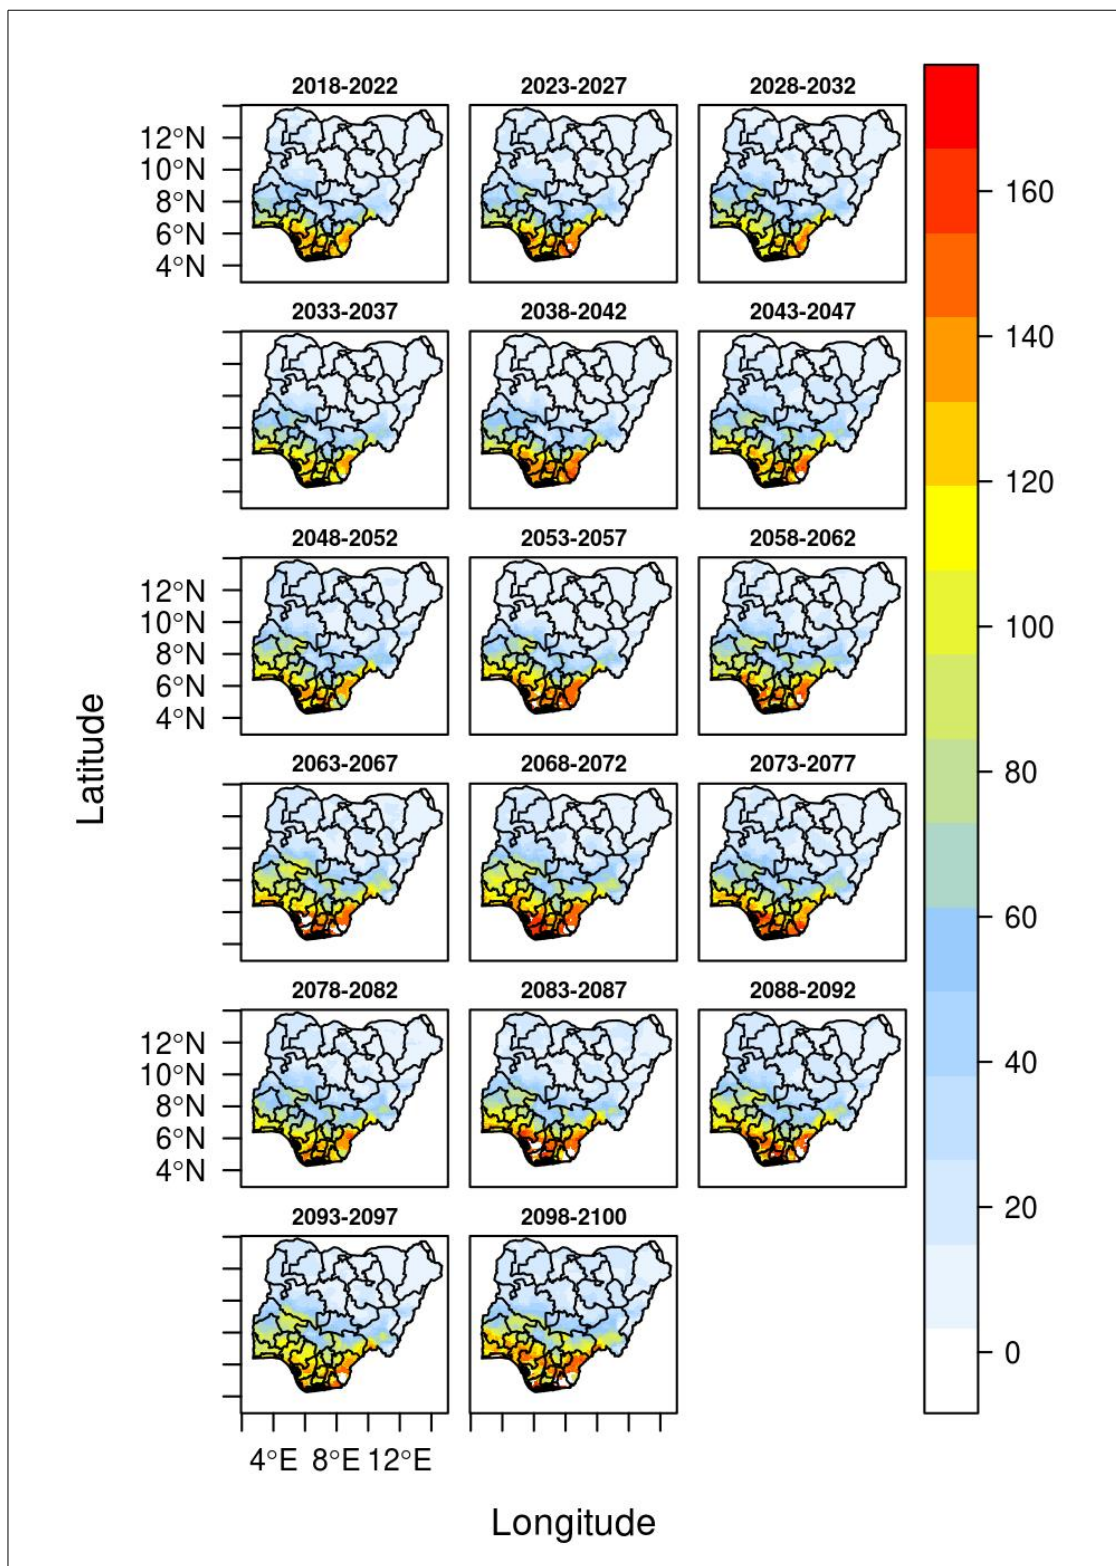 2018-2022 2023-2027 2028-2032
12°N
10°N
8°N
6°N
4°N
2033-2037 2038-2042 2043-2047
2048-2052 2053-2057 2058-2062
12°N
10°N
8°N
6°N
4°N
2063-2067 2068-2072 2073-2077
2078-2082 2083-2087 2088-2092
12°N
10°N
8°N
6°N
4°N
2093-2097 2098-2100
4°E 8°E 12°E
Latitude
Longitude
160
140
120
100
80
60
40
20
0